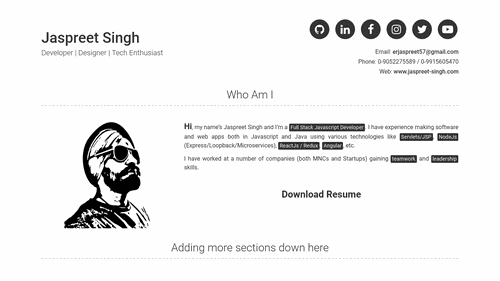 Jaspreet Singh
Developer | Designer | Tech Enthusiast
Email: erjaspreet57@gmail.com
Phone: 0-9052275589 / 0-9915605470
Web: www.jaspreet-singh.com
Who Am I
Hi, my name's Jaspreet Singh and I'm a Full Stack Javascript Developer. I have experience making software
and web apps both in Javascript and Java using various technologies like Servlets/JSP, NodeJs
(Express/Loopback/Microservices), ReactJs / Redux, Angular, etc.
I have worked at a number of companies (both MNCs and Startups) gaining teamwork and leadership
skills.
Download Resume
Adding more sections down here